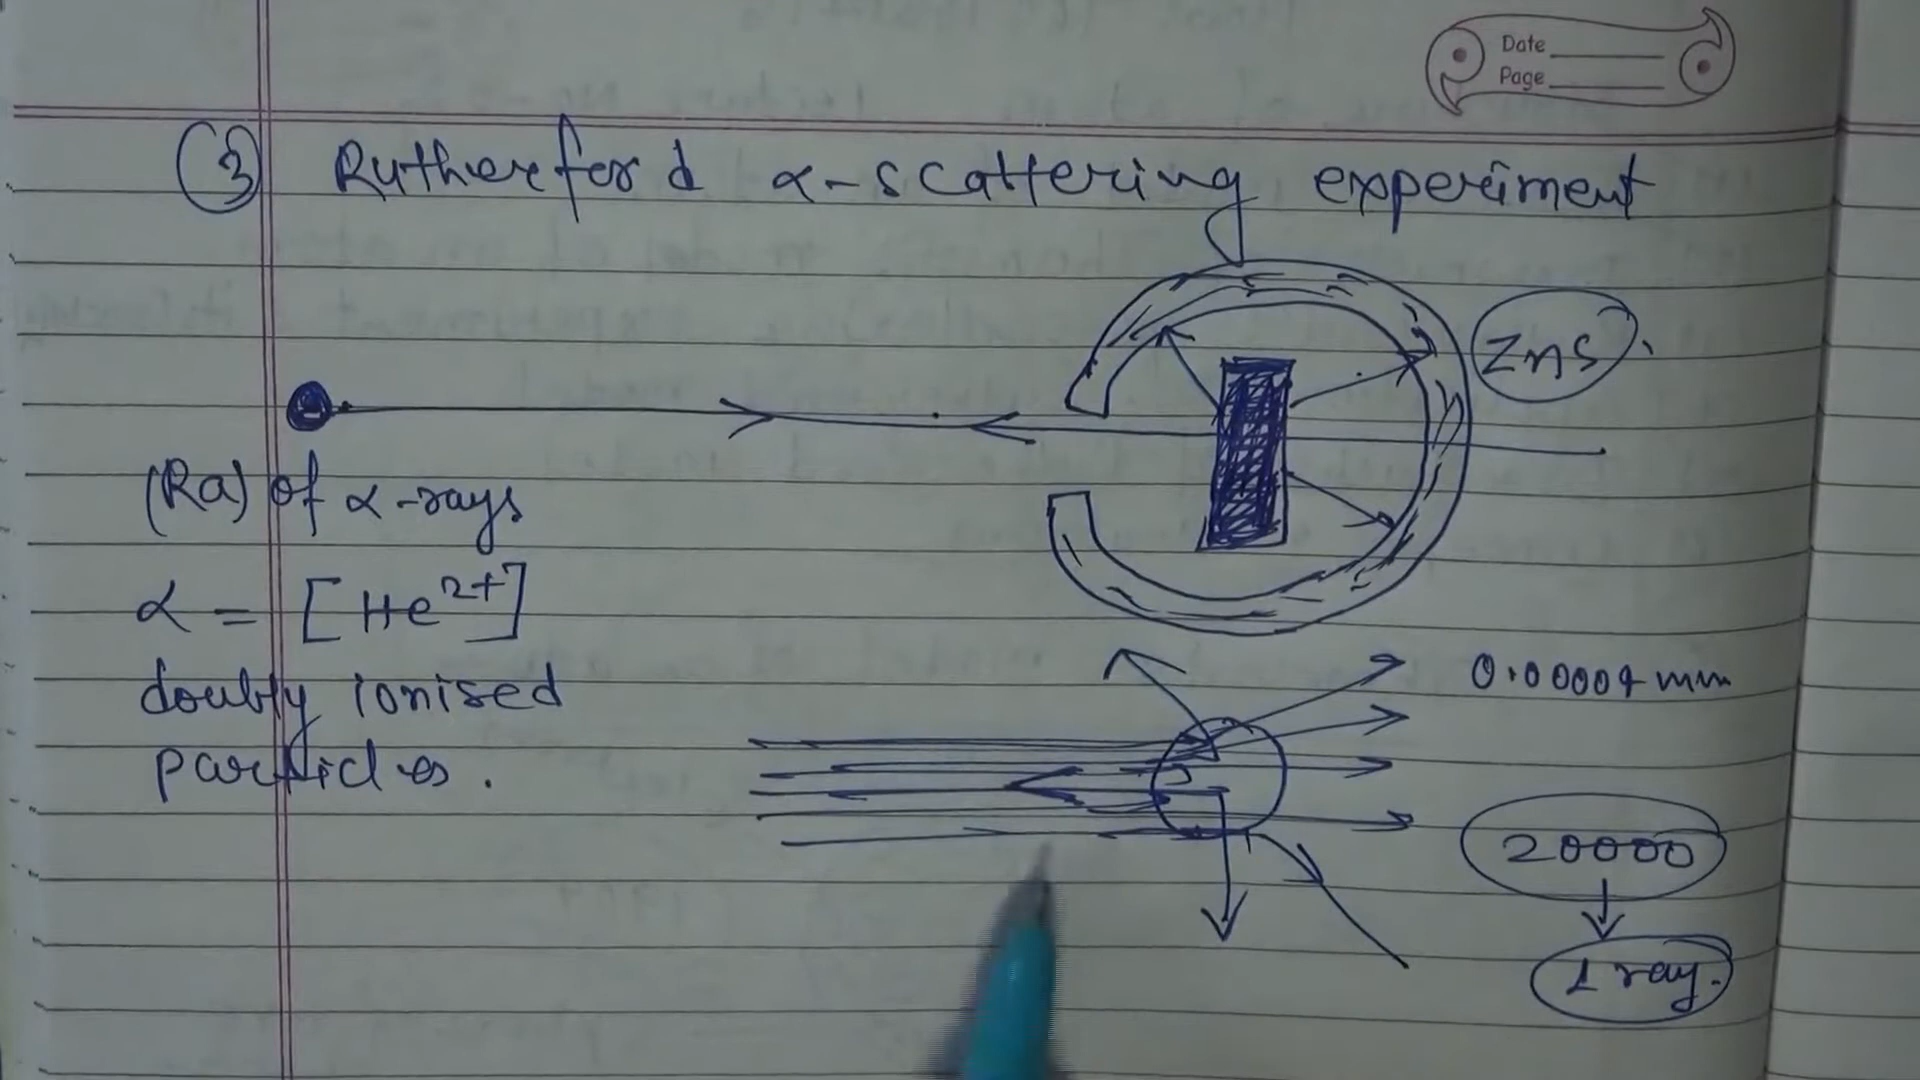 Date
Page
③ Rutherford α-scattering experiment
ZnS.
(Ra) of α-rays
α = [He²⁺]
doubly ionised
particles.
0.00004 mm
20000
↓
1 ray.